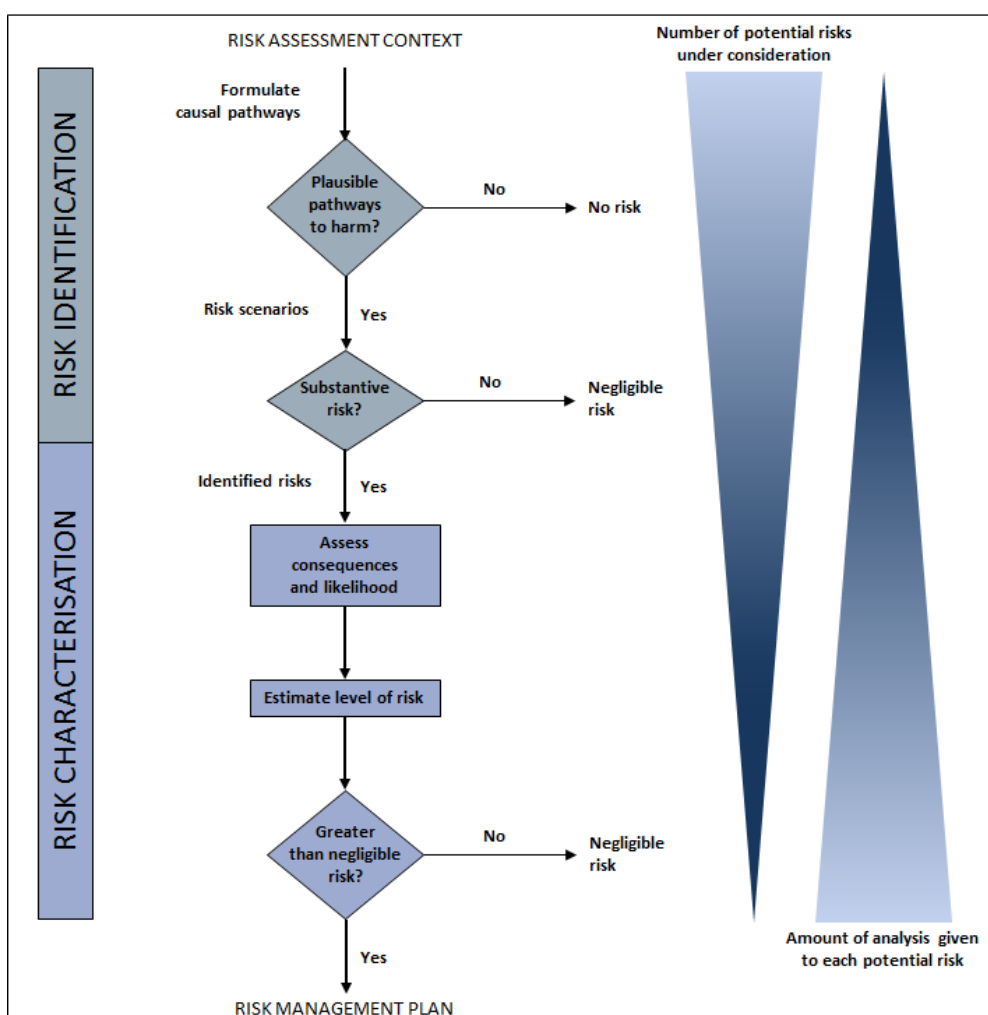 RISK ASSESSMENT CONTEXT
Number of potential risks
under consideration
RISK IDENTIFICATION
Formulate
causal pathways
Plausible
pathways
to harm?
No
No risk
Risk scenarios
Yes
Substantive
risk?
No
Negligible
risk
RISK CHARACTERISATION
Identified risks
Yes
Assess
consequences
and likelihood
Estimate level of risk
Greater
than negligible
risk?
No
Negligible
risk
Yes
RISK MANAGEMENT PLAN
Amount of analysis given
to each potential risk